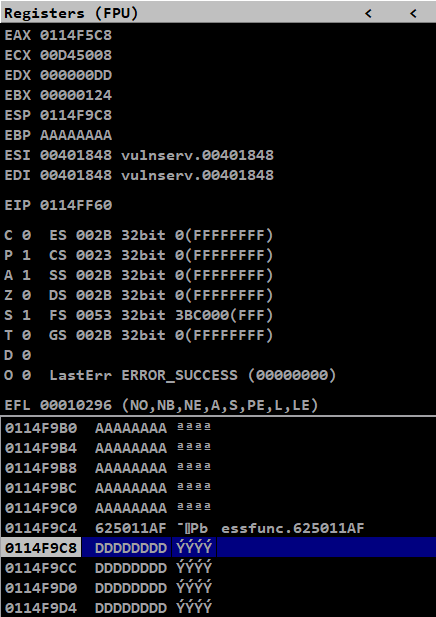 Registers (FPU) < <
EAX 0114F5C8
ECX 00D45008
EDX 000000DD
EBX 00000124
ESP 0114F9C8
EBP AAAAAAAA
ESI 00401848 vulnserv.00401848
EDI 00401848 vulnserv.00401848
EIP 0114FF60
C 0 ES 002B 32bit 0(FFFFFFFF)
P 1 CS 0023 32bit 0(FFFFFFFF)
A 1 SS 002B 32bit 0(FFFFFFFF)
Z 0 DS 002B 32bit 0(FFFFFFFF)
S 1 FS 0053 32bit 3BC000(FFF)
T 0 GS 002B 32bit 0(FFFFFFFF)
D 0
O 0 LastErr ERROR_SUCCESS (00000000)
EFL 00010296 (NO,NB,NE,A,S,PE,L,LE)
0114F9B0 AAAAAAAA ªªªª
0114F9B4 AAAAAAAA ªªªª
0114F9B8 AAAAAAAA ªªªª
0114F9BC AAAAAAAA ªªªª
0114F9C0 AAAAAAAA ªªªª
0114F9C4 625011AF ¯▯Pb essfunc.625011AF
0114F9C8 DDDDDDDD ÝÝÝÝ
0114F9CC DDDDDDDD ÝÝÝÝ
0114F9D0 DDDDDDDD ÝÝÝÝ
0114F9D4 DDDDDDDD ÝÝÝÝ